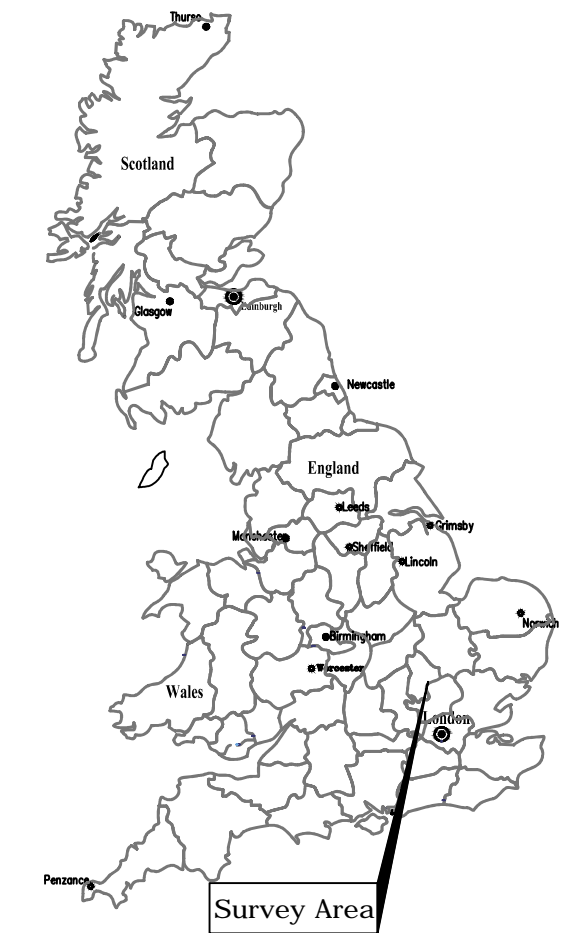 Thurso
Scotland
Edinburgh
Glasgow
Newcastle
England
Leeds
Grimsby
Manchester
Sheffield
Lincoln
Norwich
Birmingham
Worcester
Wales
London
Penzance
Survey Area